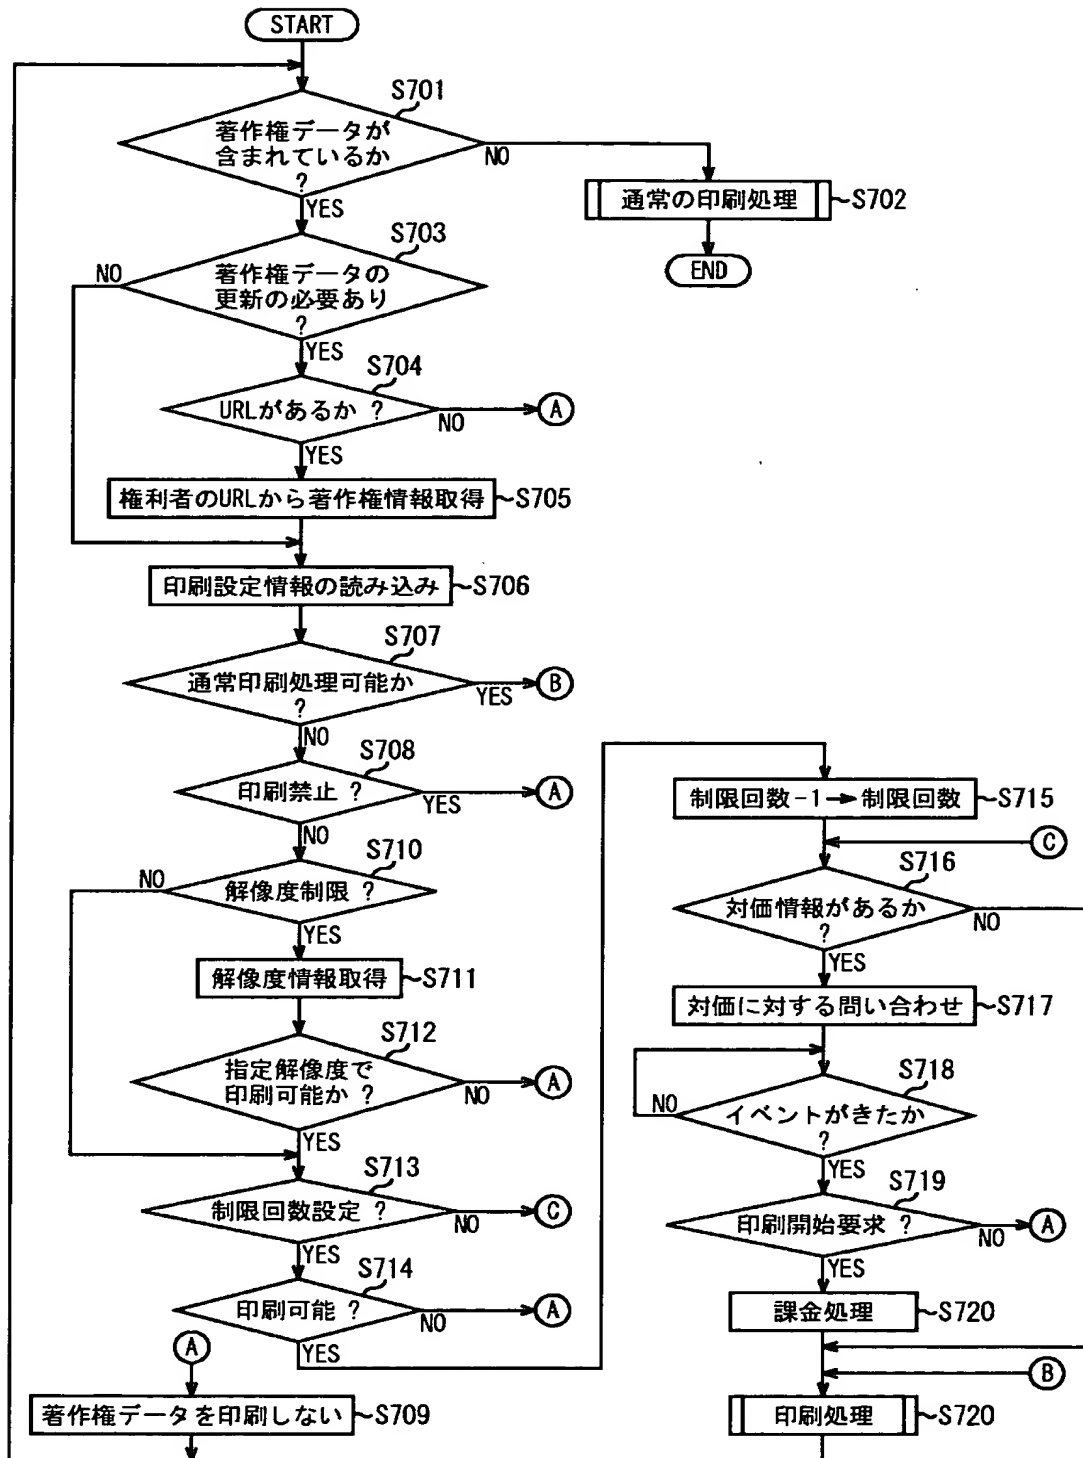 START
S701
著作権データが
含まれているか
?
NO
YES
通常の印刷処理
S702
END
S703
著作権データの
更新の必要あり
?
NO
YES
S704
URLがあるか ?
NO
A
YES
権利者のURLから著作権情報取得
S705
印刷設定情報の読み込み
S706
S707
通常印刷処理可能か
?
YES
B
NO
S708
印刷禁止 ?
YES
A
NO
S710
解像度制限 ?
NO
YES
解像度情報取得
S711
S712
指定解像度で
印刷可能か ?
NO
A
YES
S713
制限回数設定 ?
NO
C
YES
S714
印刷可能 ?
NO
A
YES
A
著作権データを印刷しない
S709
制限回数-1→制限回数
S715
C
S716
対価情報があるか
?
NO
YES
対価に対する問い合わせ
S717
S718
イベントがきたか
?
NO
YES
S719
印刷開始要求 ?
NO
A
YES
課金処理
S720
B
印刷処理
S720